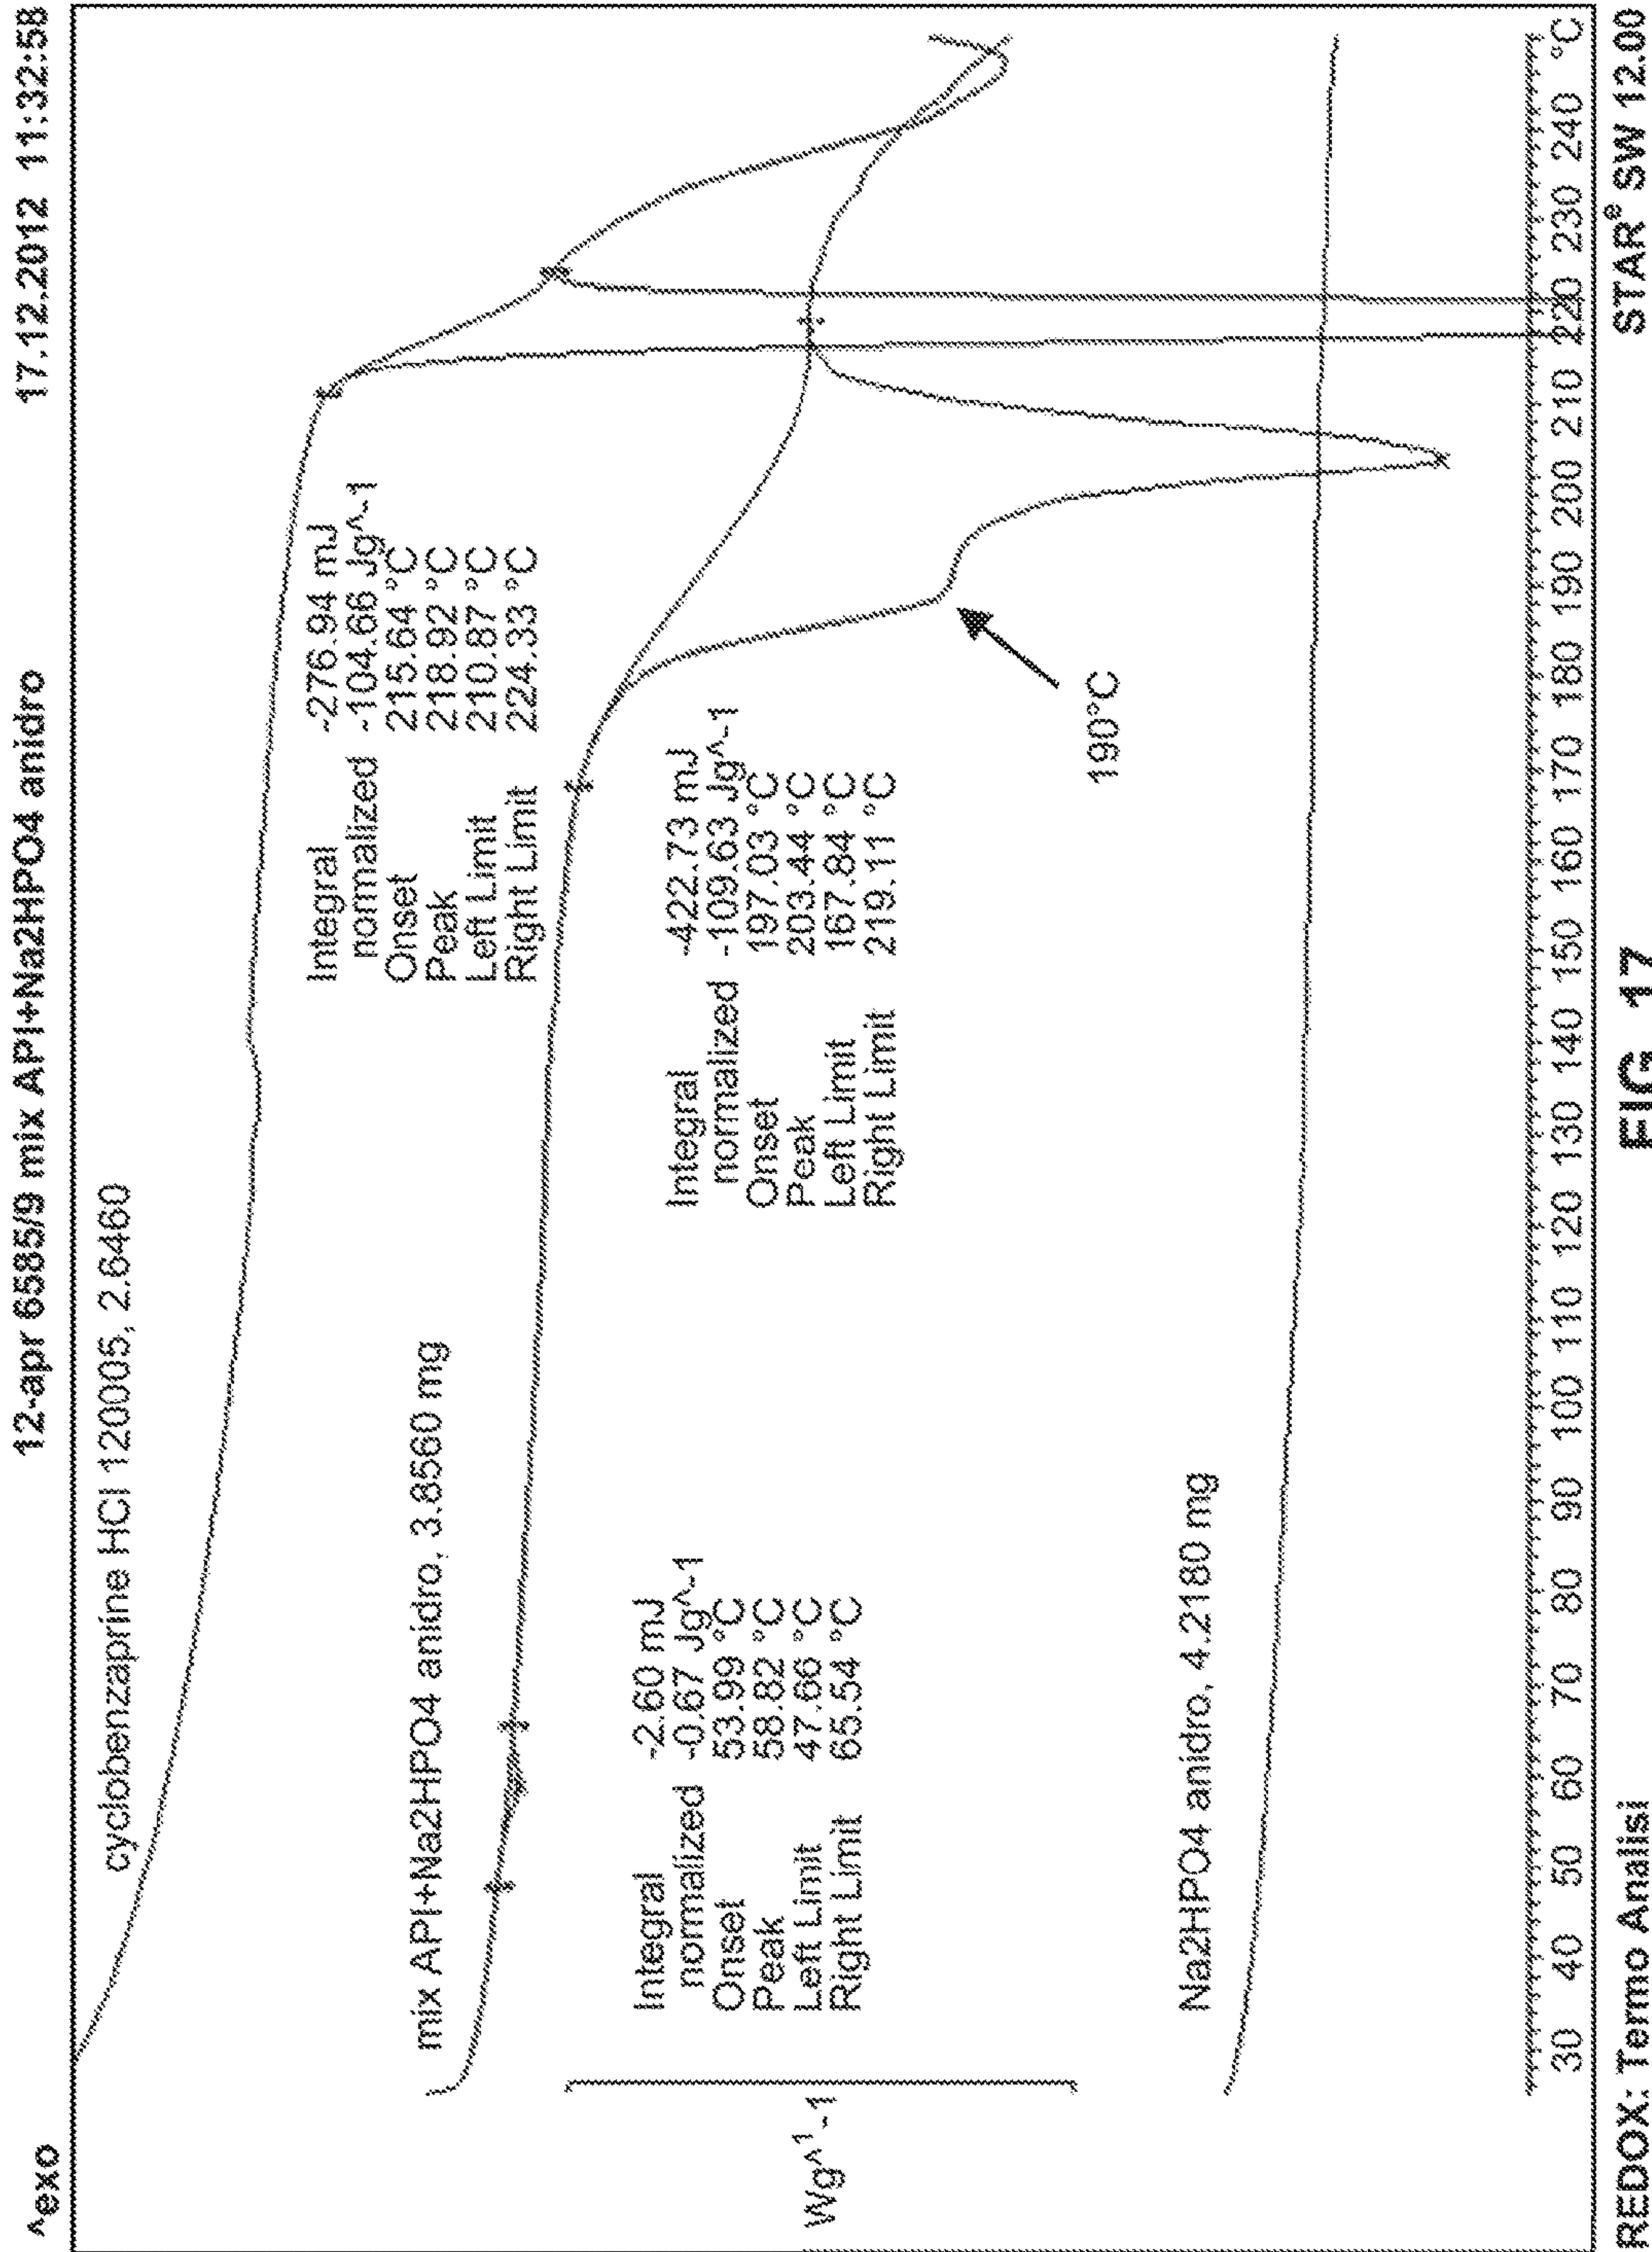 ^exo
12-apr 6585/9 mix API+Na2HPO4 anidro
17.12.2012 11:32:58
cyclobenzaprine HCl 12005, 2.6460
Integral -276.94 mJ
normalized -104.66 Jg^-1
Onset 215.64 °C
Peak 218.92 °C
Left Limit 210.87 °C
Right Limit 224.33 °C
mix API+Na2HPO4 anidro, 3.8560 mg
Integral -422.73 mJ
normalized -109.63 Jg^-1
Onset 197.03 °C
Peak 203.44 °C
Left Limit 167.84 °C
Right Limit 219.11 °C
Integral -2.60 mJ
normalized -0.67 Jg^-1
Onset 53.99 °C
Peak 58.82 °C
Left Limit 47.66 °C
Right Limit 65.54 °C
190°C
Wg^1-1
Na2HPO4 anidro, 4.2180 mg
30 40 50 60 70 80 90 100 110 120 130 140 150 160 170 180 190 200 210 220 230 240 °C
REDOX: Termo Analisi
FIG 17
STAR® SW 12.00